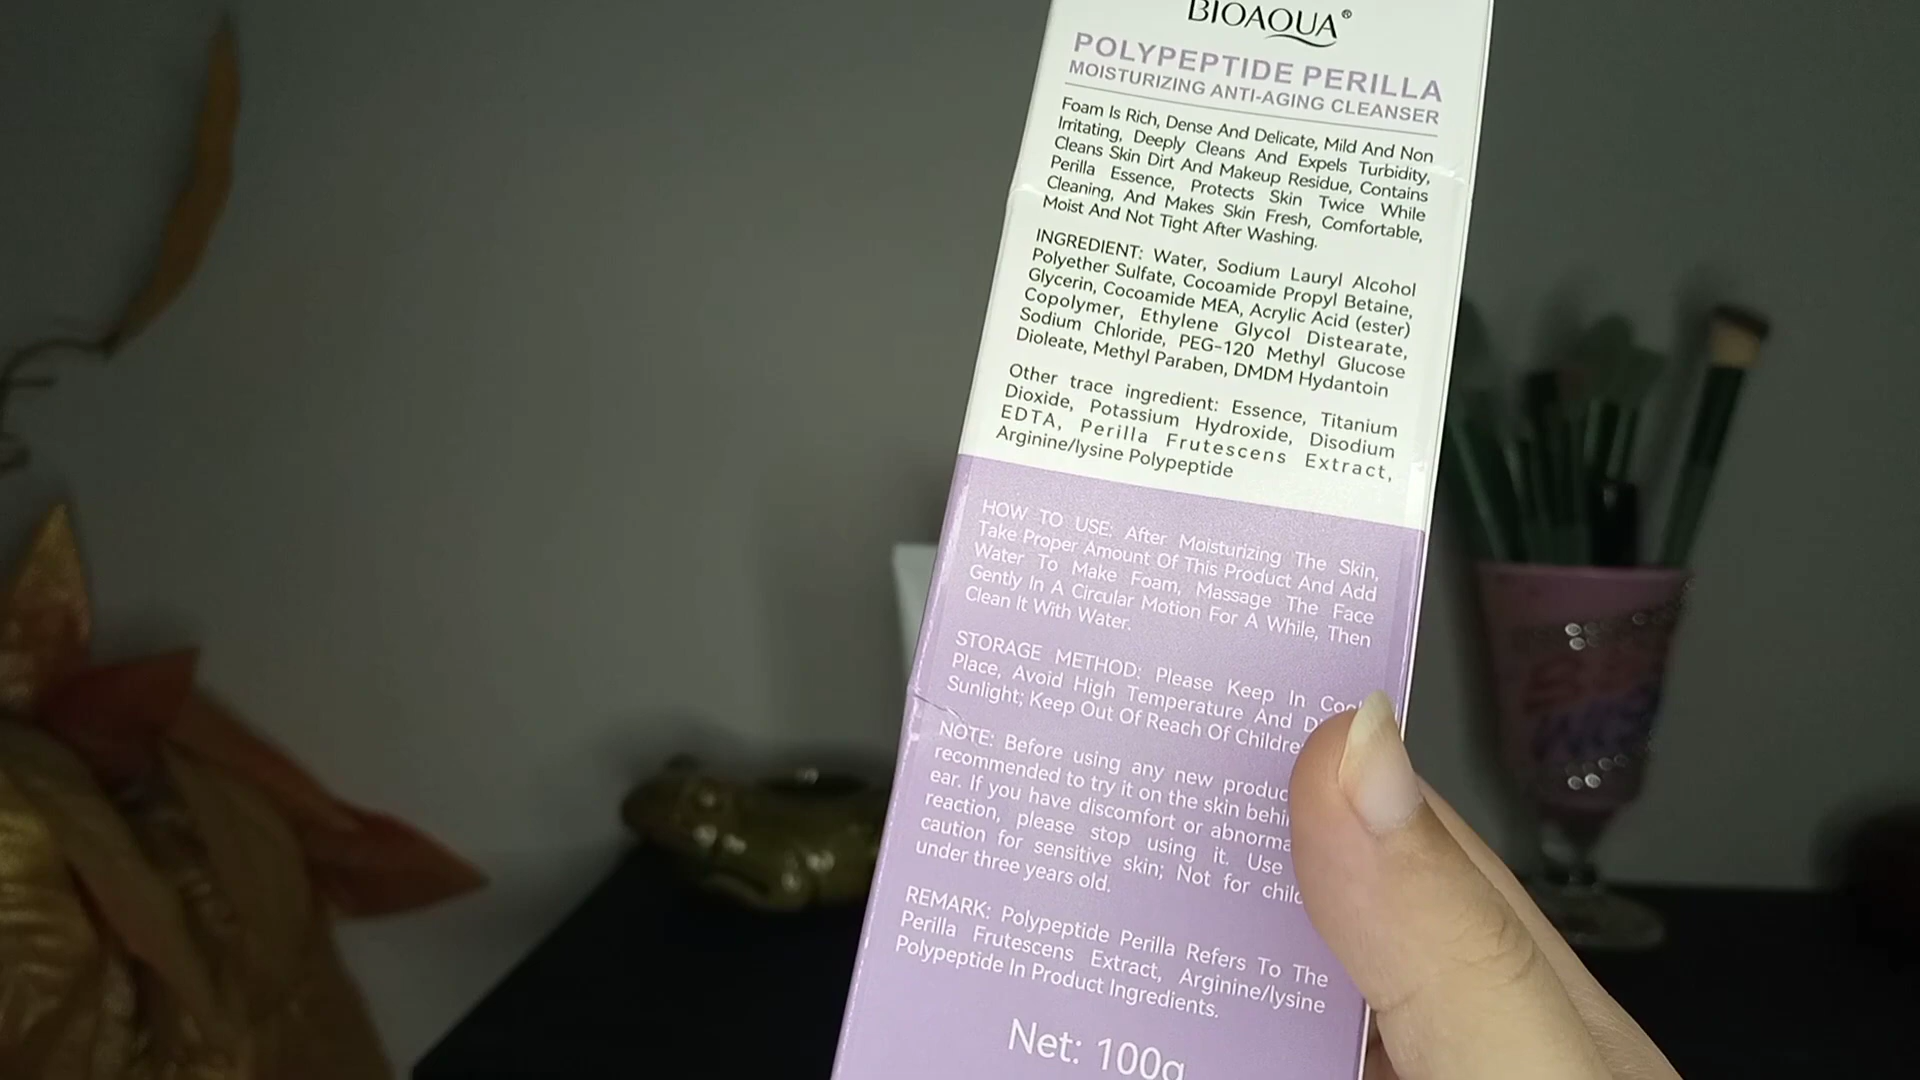 BIOAQUA®
POLYPEPTIDE PERILLA
MOISTURIZING ANTI-AGING CLEANSER
Foam Is Rich, Dense And Delicate, Mild And Non
Irritating, Deeply Cleans And Expels Turbidity,
Cleans Skin Dirt And Makeup Residue, Contains
Perilla Essence, Protects Skin Twice While
Cleaning, And Makes Skin Fresh, Comfortable,
Moist And Not Tight After Washing.
INGREDIENT: Water, Sodium Lauryl Alcohol
Polyether Sulfate, Cocoamide Propyl Betaine,
Glycerin, Cocoamide MEA, Acrylic Acid (ester)
Copolymer, Ethylene Glycol Distearate,
Sodium Chloride, PEG-120 Methyl Glucose
Dioleate, Methyl Paraben, DMDM Hydantoin
Other trace ingredient: Essence, Titanium
Dioxide, Potassium Hydroxide, Disodium
EDTA, Perilla Frutescens Extract,
Arginine/lysine Polypeptide
HOW TO USE: After Moisturizing The Skin,
Take Proper Amount Of This Product And Add
Water To Make Foam, Massage The Face
Gently In A Circular Motion For A While, Then
Clean It With Water.
STORAGE METHOD: Please Keep In
Place, Avoid High Temperature And
Sunlight; Keep Out Of Reach Of
NOTE: Before using any new
recommended to try it on the skin
ear. If you have discomfort or
reaction, please stop using it. Use
caution for sensitive skin; Not for
under three years old.
REMARK: Polypeptide Perilla Refers To The
Perilla Frutescens Extract, Arginine/lysine
Polypeptide In Product Ingredients.
Net: 100g